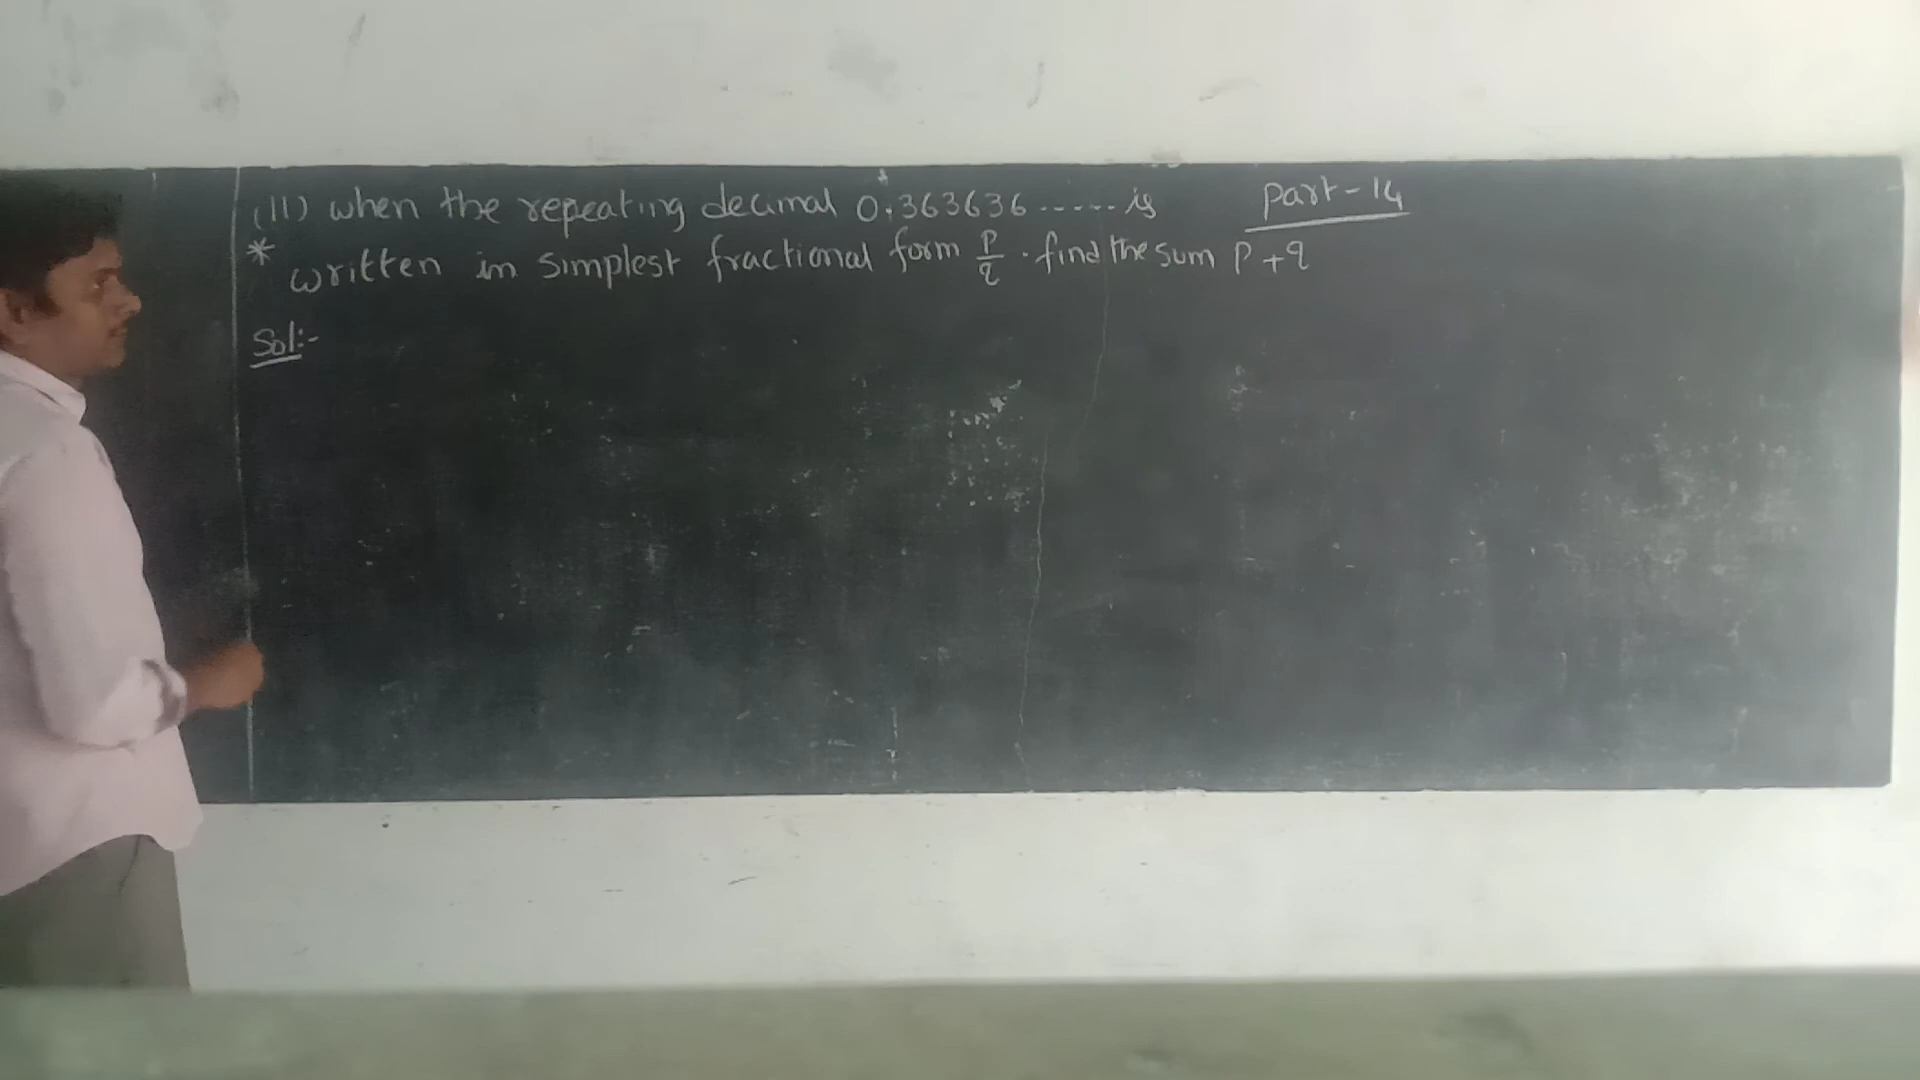 (11) when the repeating decimal 0.363636 ..... is
Part-14
* written in simplest fractional form P/q . find the sum P+q
Sol:-